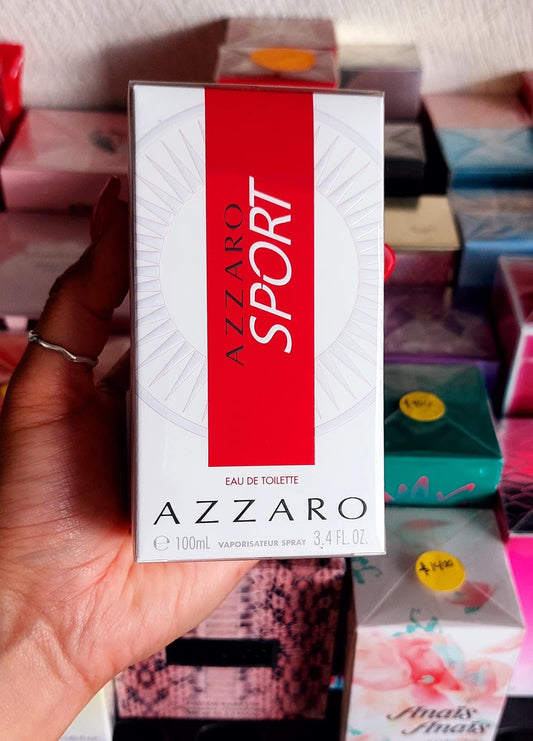 AZZARO
SPORT
EAU DE TOILETTE
AZZARO
e 100mL VAPORISATEUR SPRAY 3,4 FL. OZ.
Anaïs
Anaïs